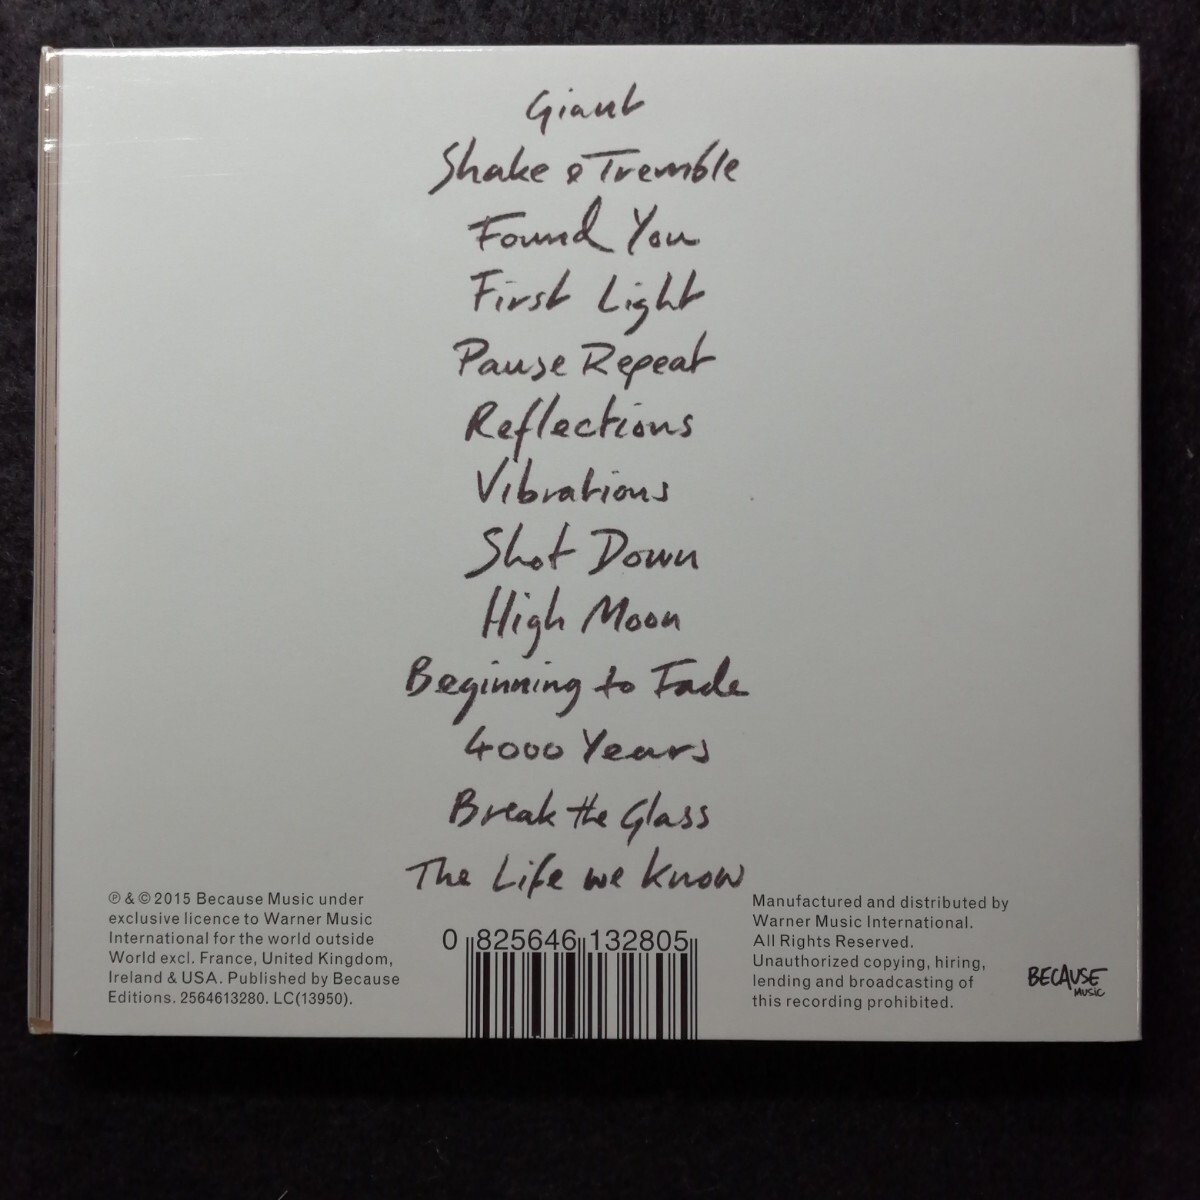 Giant
Shake & Tremble
Found You
First Light
Pause Repeat
Reflections
Vibrations
Shot Down
High Moon
Beginning to Fade
4000 Years
Break the Glass
The Life we know
℗ & © 2015 Because Music under
exclusive licence to Warner Music
International for the world outside
World excl. France, United Kingdom,
Ireland & USA. Published by Because
Editions. 2564613280. LC(13950).
0 825646 132805
Manufactured and distributed by
Warner Music International.
All Rights Reserved.
Unauthorized copying, hiring,
lending and broadcasting of
this recording prohibited.
BECAUSE
MUSIC